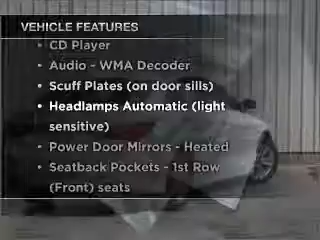 VEHICLE FEATURES
• CD Player
• Audio - WMA Decoder
• Scuff Plates (on door sills)
• Headlamps Automatic (light
sensitive)
• Power Door Mirrors - Heated
• Seatback Pockets - 1st Row
(Front) seats